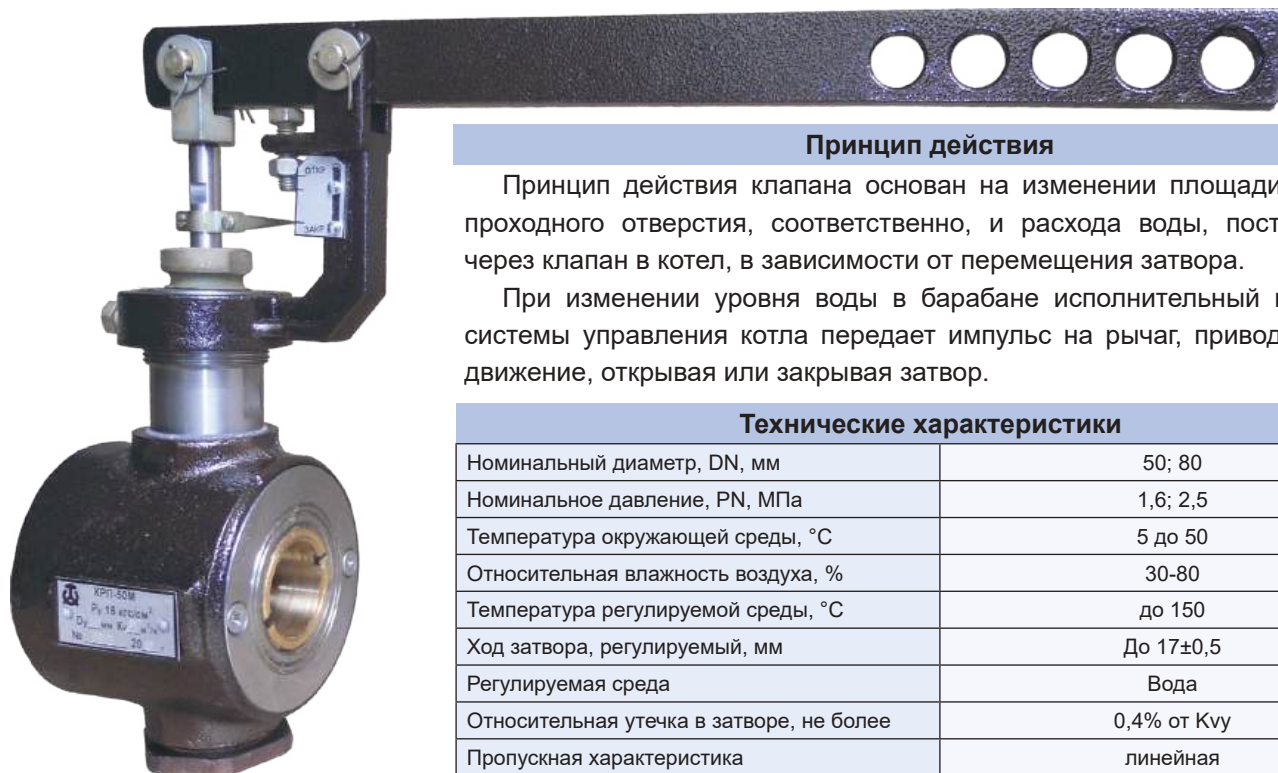 ОТКР
ЗАКР
Принцип действия
Принцип действия клапана основан на изменении площади
проходного отверстия, соответственно, и расхода воды, пост
через клапан в котел, в зависимости от перемещения затвора.
При изменении уровня воды в барабане исполнительный
системы управления котла передает импульс на рычаг, привод
движение, открывая или закрывая затвор.
Технические характеристики
Номинальный диаметр, DN, мм 50; 80
Номинальное давление, PN, МПа 1,6; 2,5
Температура окружающей среды, °С 5 до 50
Относительная влажность воздуха, % 30-80
Температура регулируемой среды, °С до 150
Ход затвора, регулируемый, мм До 17±0,5
Регулируемая среда Вода
Относительная утечка в затворе, не более 0,4% от Kvy
Пропускная характеристика линейная
КРП-50М
Ру 16 кгс/см²
Dy__мм Kv__м³/ч
№ 20 г